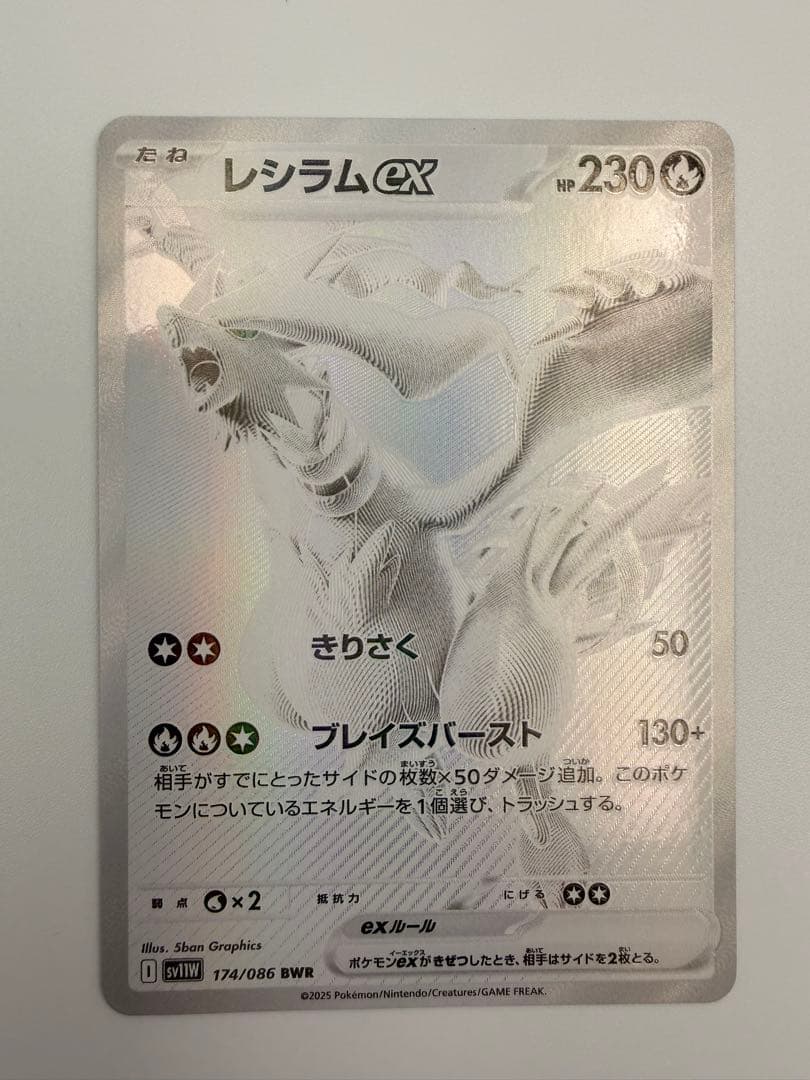 たね レシラムex HP230
きりさく 50
ブレイズバースト 130+
相手がすでにとったサイドの枚数×50ダメージ追加。このポケ
モンについているエネルギーを1個選び、トラッシュする。
弱点 ×2 抵抗力 にげる
exルール
ポケモンexがきぜつしたとき、相手はサイドを2枚とる。
Illus. 5ban Graphics
I SV11W 174/086 BWR
©2025 Pokémon/Nintendo/Creatures/GAME FREAK.